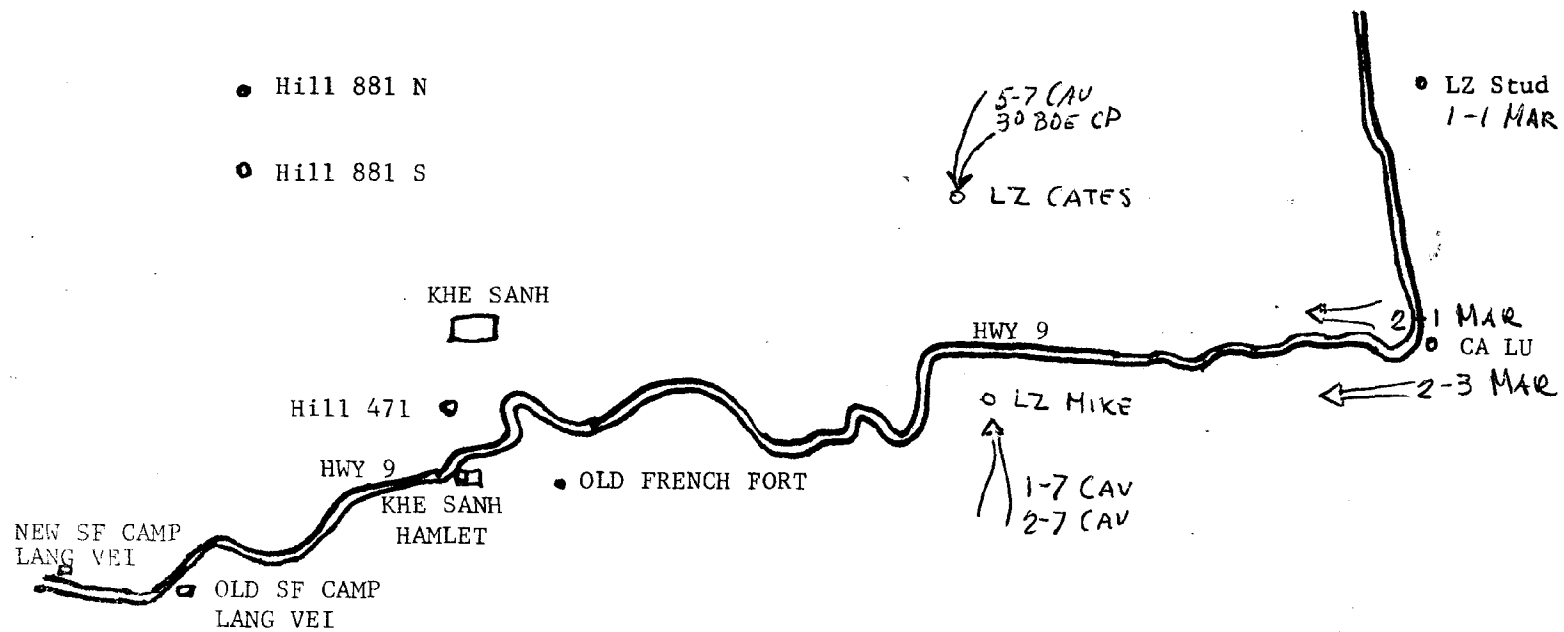 Hill 881 N
LZ Stud
1-1 MAR
5-7 CAV
3D BDE CP
Hill 881 S
LZ CATES
KHE SANH
HWY 9
2-1 MAR
CA LU
2-3 MAR
Hill 471
LZ MIKE
HWY 9
OLD FRENCH FORT
KHE SANH
HAMLET
1-7 CAV
2-7 CAV
NEW SF CAMP
LANG VEI
OLD SF CAMP
LANG VEI